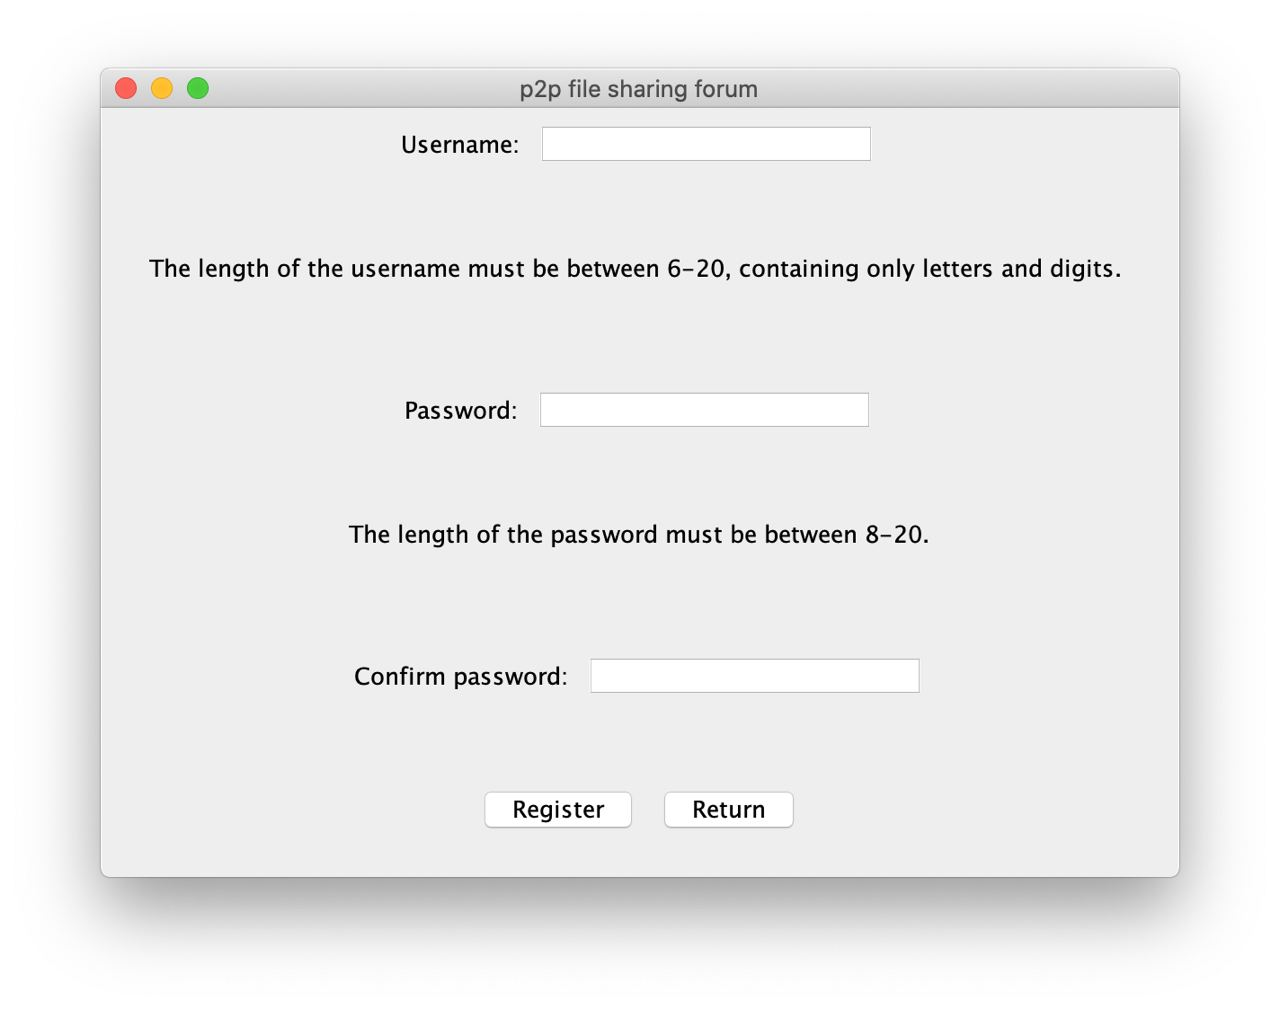 p2p file sharing forum
Username:
The length of the username must be between 6-20, containing only letters and digits.
Password:
The length of the password must be between 8-20.
Confirm password:
Register Return